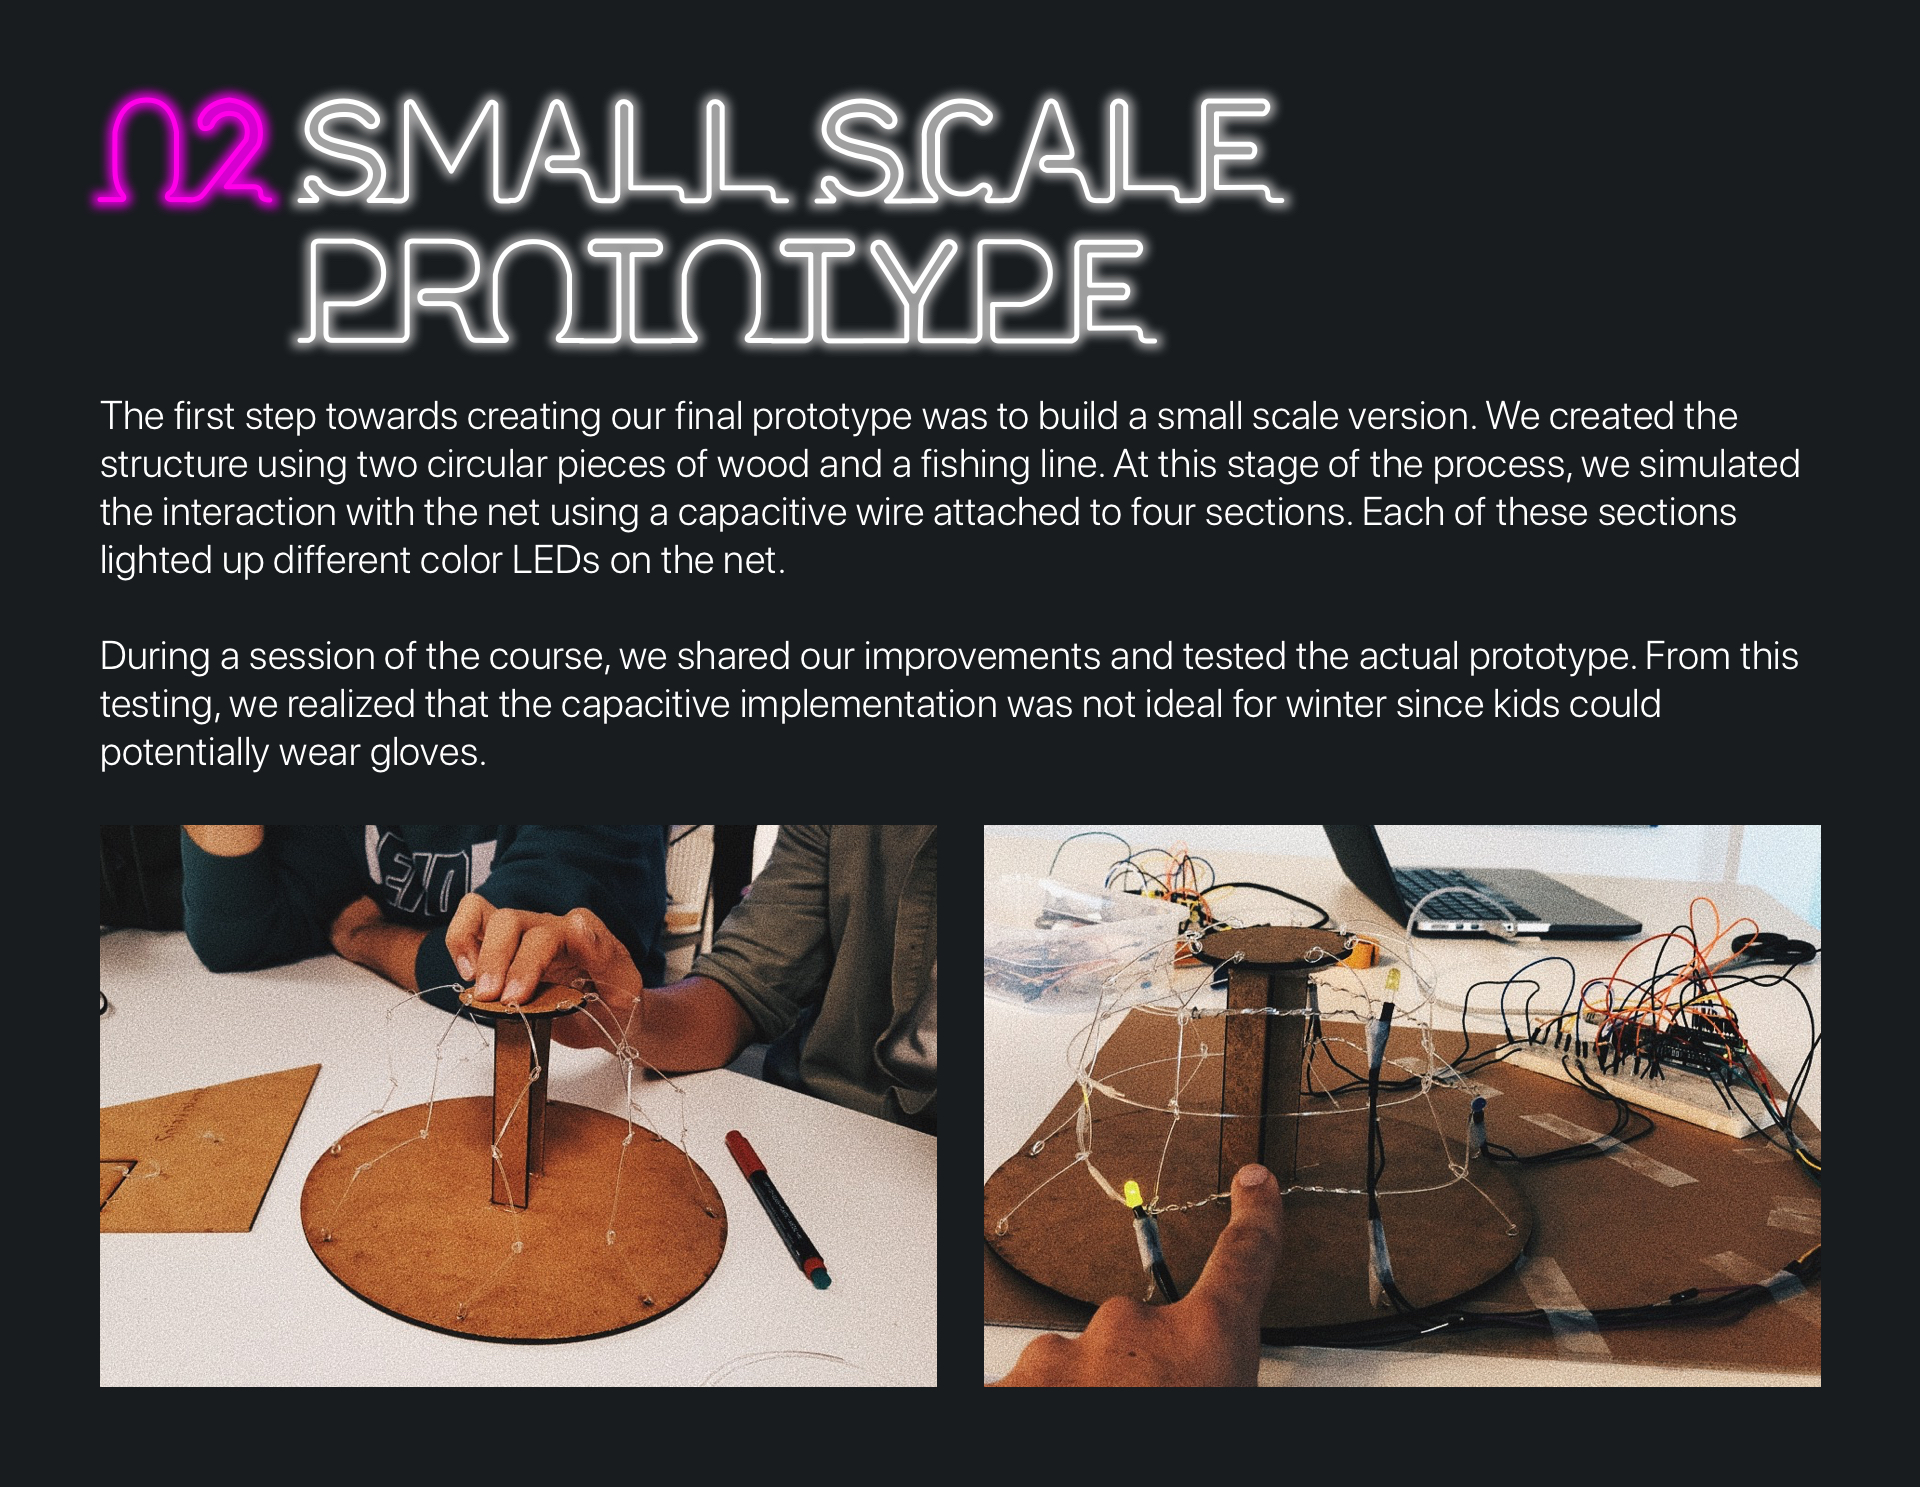 02 SMALL SCALE
PROTOTYPE
The first step towards creating our final prototype was to build a small scale version. We created the
structure using two circular pieces of wood and a fishing line. At this stage of the process, we simulated
the interaction with the net using a capacitive wire attached to four sections. Each of these sections
lighted up different color LEDs on the net.
During a session of the course, we shared our improvements and tested the actual prototype. From this
testing, we realized that the capacitive implementation was not ideal for winter since kids could
potentially wear gloves.